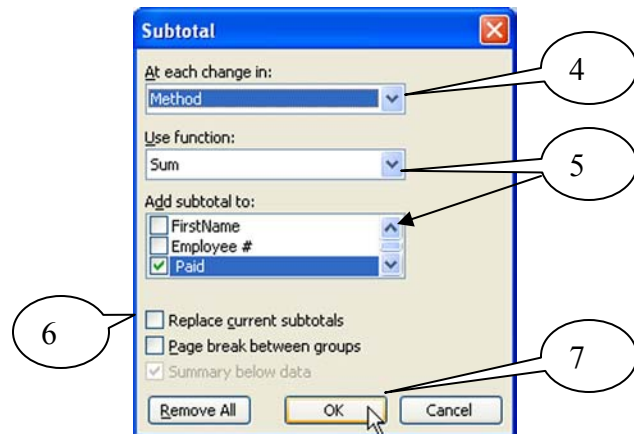 Subtotal
At each change in:
Method
4
Use function:
Sum
5
Add subtotal to:
FirstName
Employee #
Paid
6
Replace current subtotals
Page break between groups
Summary below data
7
Remove All OK Cancel